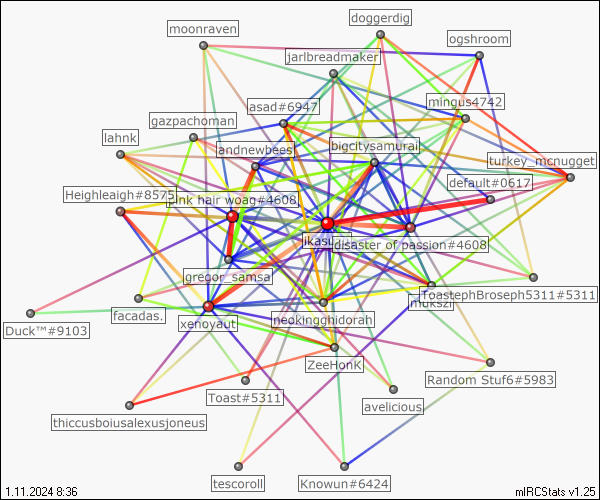 doggerdig
moonraven
ogshroom
jarlbreadmaker
mingus4742
asad#6947
gazpachoman
lahnk
andnewbees
bigcitysamurai
turkey_mcnugget
default#0617
Heighleaigh#8575
pink hair woag#4608
disaster of passion#4608
gregor_samsa
ToastephBroseph5311#5311
facadas.
neokingghidorah
xenoyaut
Duck™#9103
ZeeHonK
Random Stuf6#5983
Toast#5311
avelicious
thiccusboiusalexusjoneus
tescoroll
Knowun#6424
1.11.2024 8:36
mIRCStats v1.25